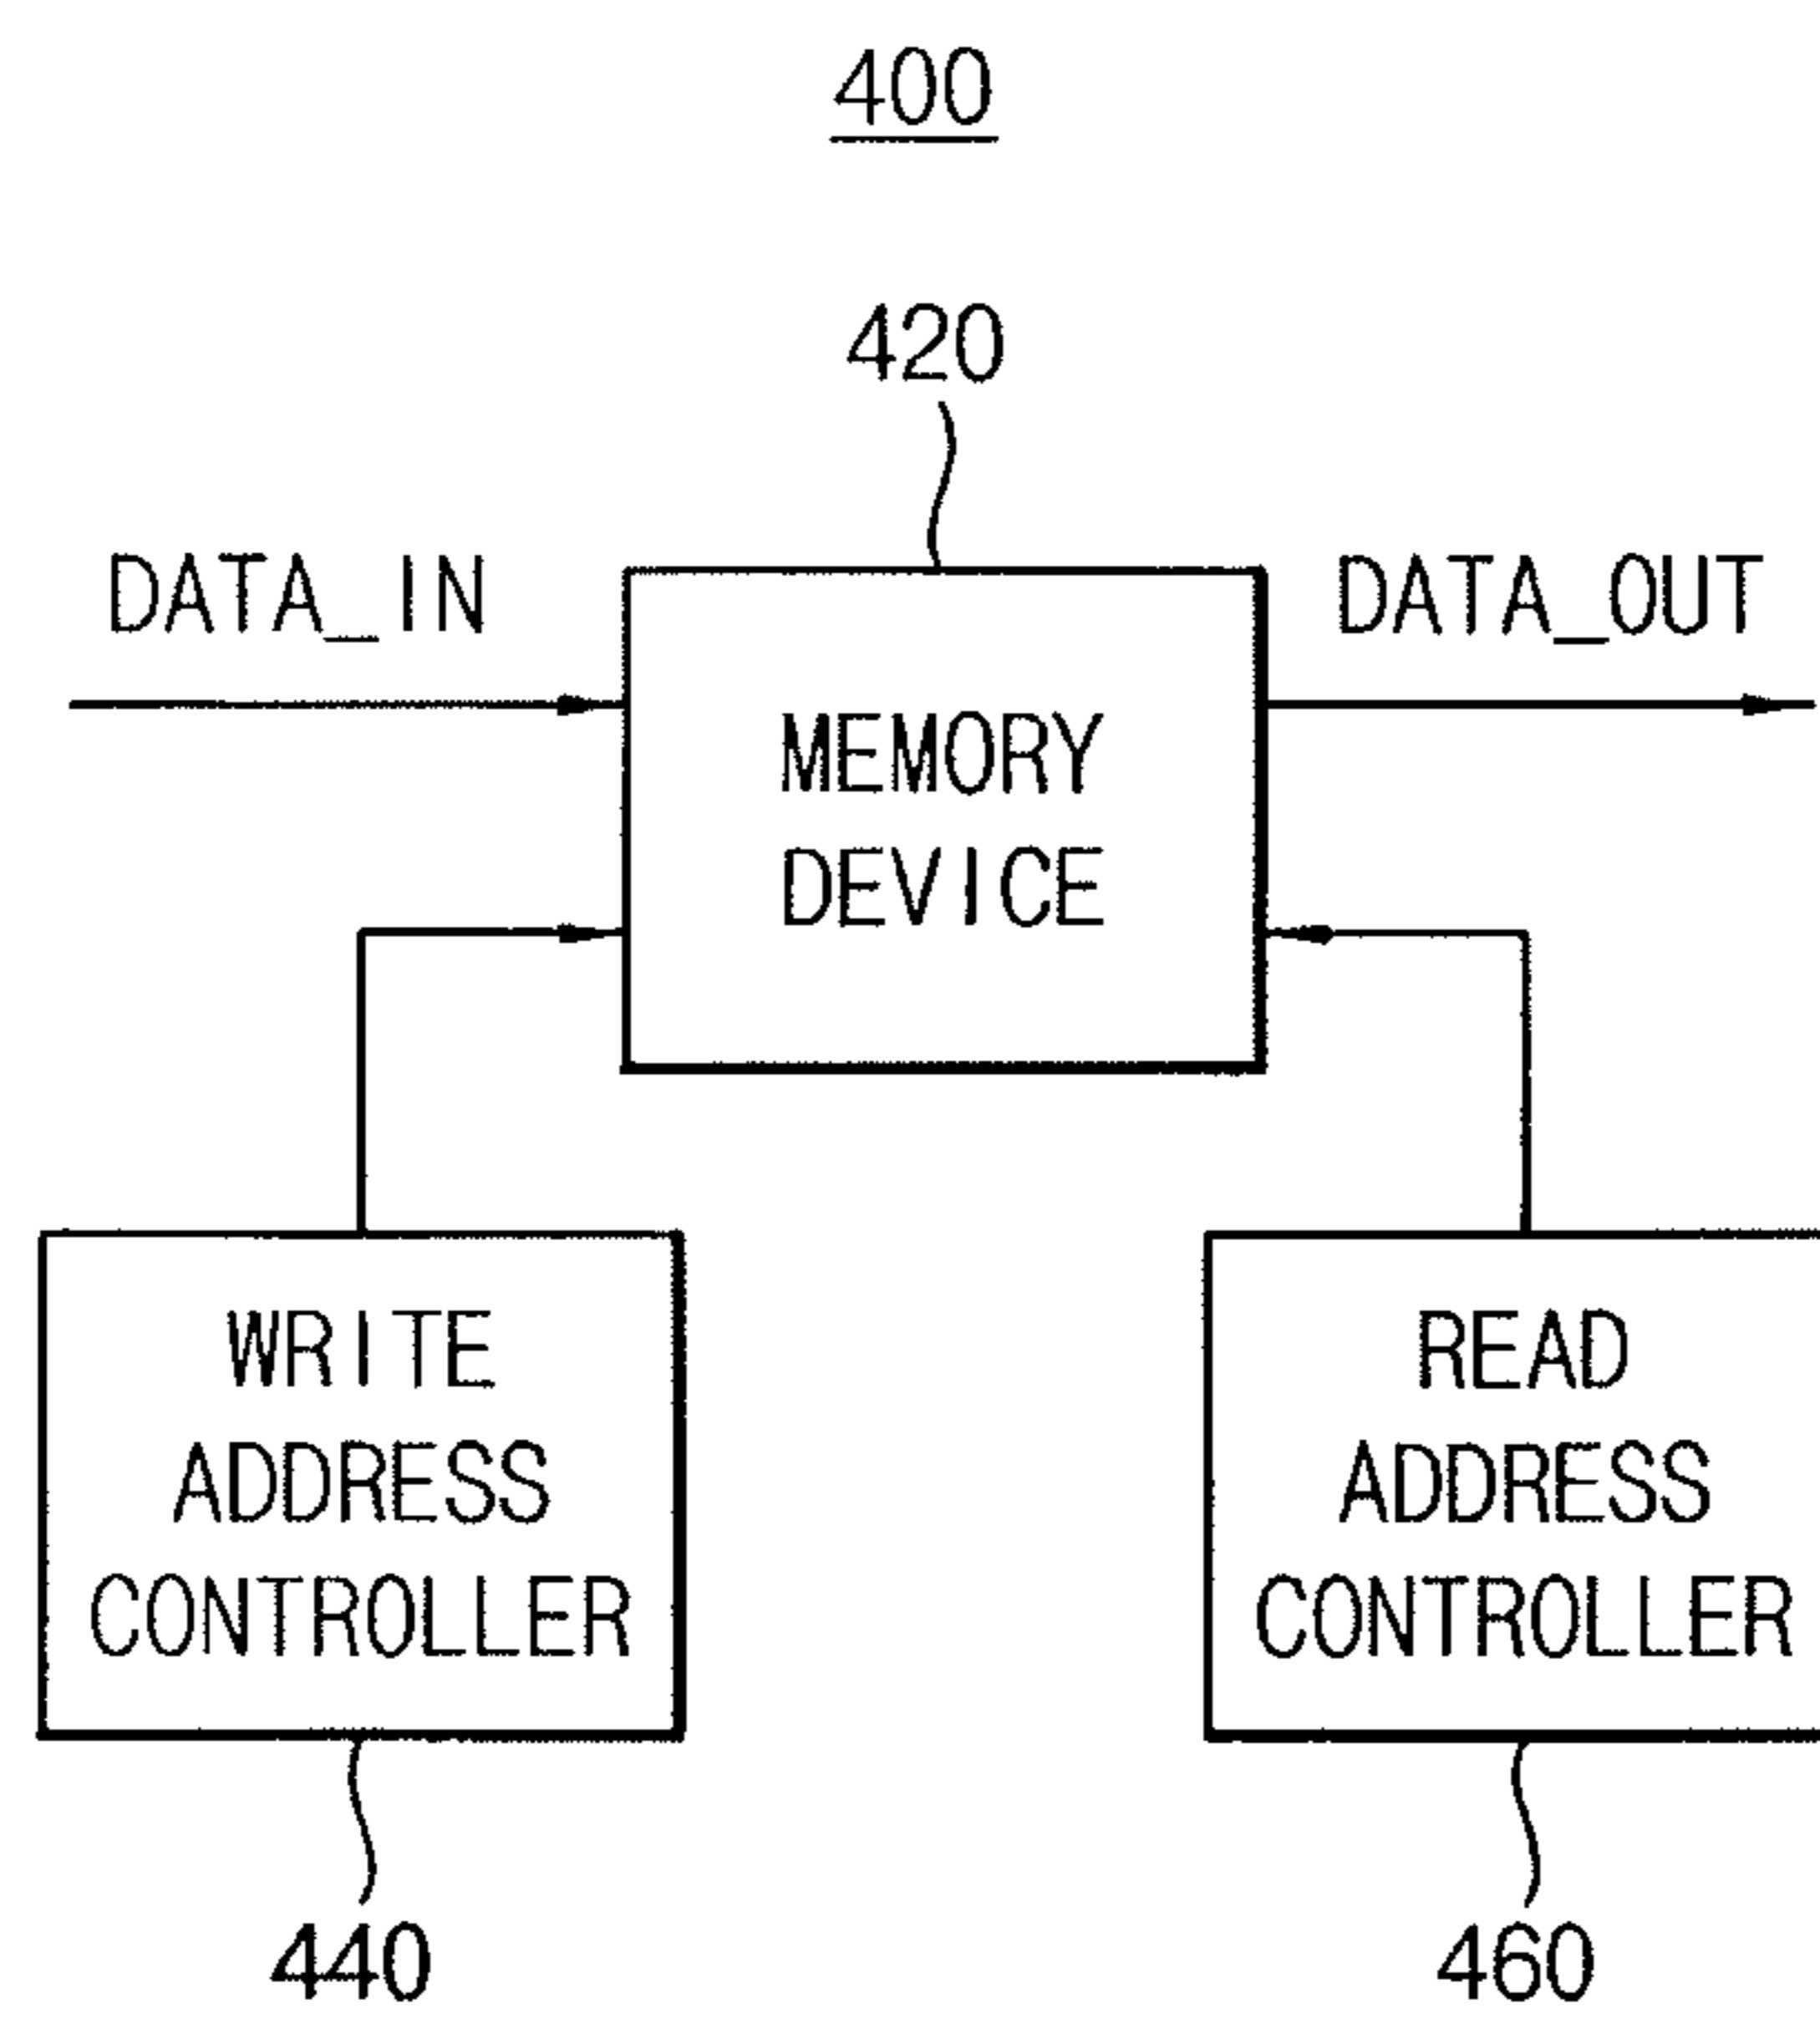 400
420
DATA_IN
DATA_OUT
MEMORY
DEVICE
WRITE
ADDRESS
CONTROLLER
READ
ADDRESS
CONTROLLER
440
460